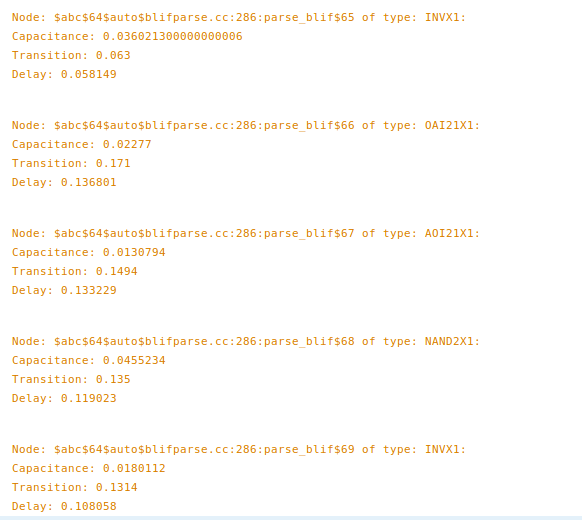 Node: $abc$64$auto$blifparse.cc:286:parse_blif$65 of type: INVX1:
Capacitance: 0.036021300000000006
Transition: 0.063
Delay: 0.058149
Node: $abc$64$auto$blifparse.cc:286:parse_blif$66 of type: OAI21X1:
Capacitance: 0.02277
Transition: 0.171
Delay: 0.136801
Node: $abc$64$auto$blifparse.cc:286:parse_blif$67 of type: AOI21X1:
Capacitance: 0.0130794
Transition: 0.1494
Delay: 0.133229
Node: $abc$64$auto$blifparse.cc:286:parse_blif$68 of type: NAND2X1:
Capacitance: 0.0455234
Transition: 0.135
Delay: 0.119023
Node: $abc$64$auto$blifparse.cc:286:parse_blif$69 of type: INVX1:
Capacitance: 0.0180112
Transition: 0.1314
Delay: 0.108058